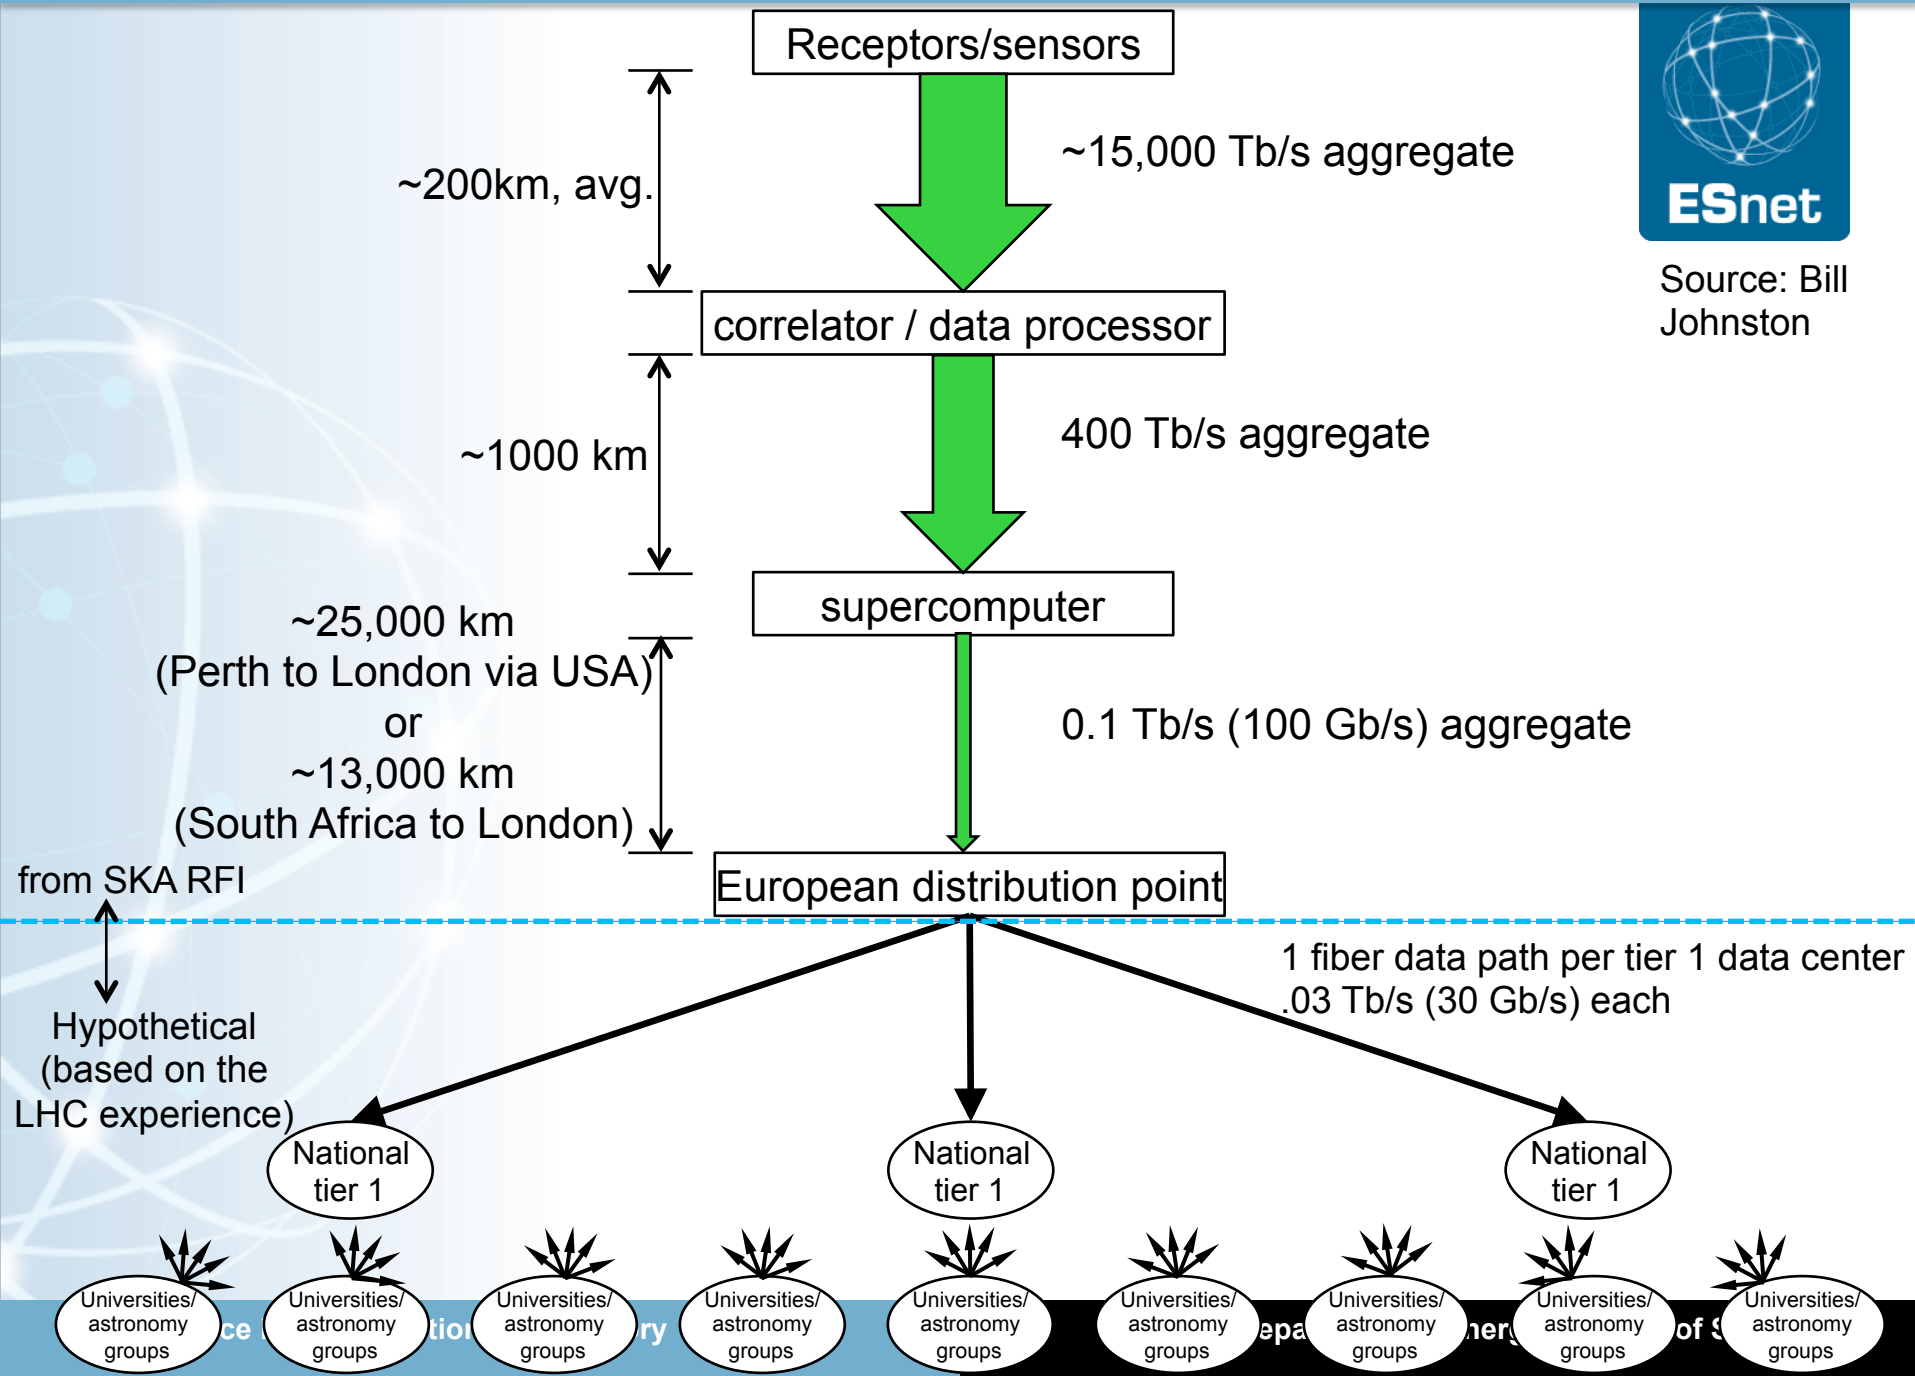 Receptors/sensors
~15,000 Tb/s aggregate
~200km, avg.
ESnet
Source: Bill
Johnston
correlator / data processor
400 Tb/s aggregate
~1000 km
supercomputer
~25,000 km
(Perth to London via USA)
or
~13,000 km
(South Africa to London)
0.1 Tb/s (100 Gb/s) aggregate
from SKA RFI
European distribution point
1 fiber data path per tier 1 data center
.03 Tb/s (30 Gb/s) each
Hypothetical
(based on the
LHC experience)
National
tier 1
National
tier 1
National
tier 1
Universities/
astronomy
groups
Universities/
astronomy
groups
Universities/
astronomy
groups
Universities/
astronomy
groups
Universities/
astronomy
groups
Universities/
astronomy
groups
Universities/
astronomy
groups
Universities/
astronomy
groups
Universities/
astronomy
groups